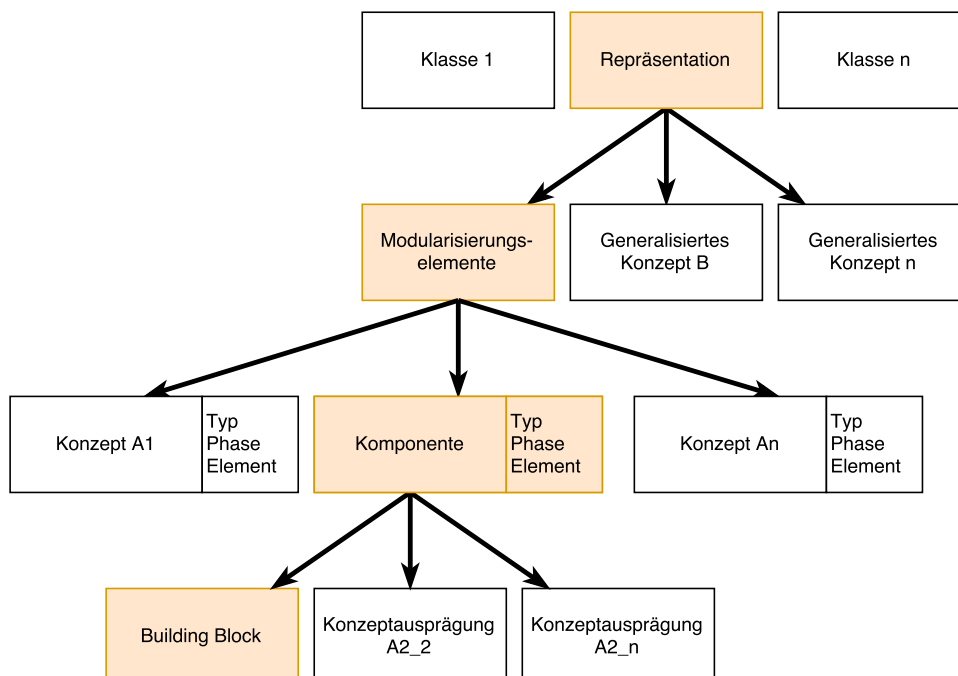 Klasse 1
Repräsentation
Klasse n
Modularisierungs-
elemente
Generalisiertes
Konzept B
Generalisiertes
Konzept n
Konzept A1
Typ
Phase
Element
Komponente
Typ
Phase
Element
Konzept An
Typ
Phase
Element
Building Block
Konzeptausprägung
A2_2
Konzeptausprägung
A2_n